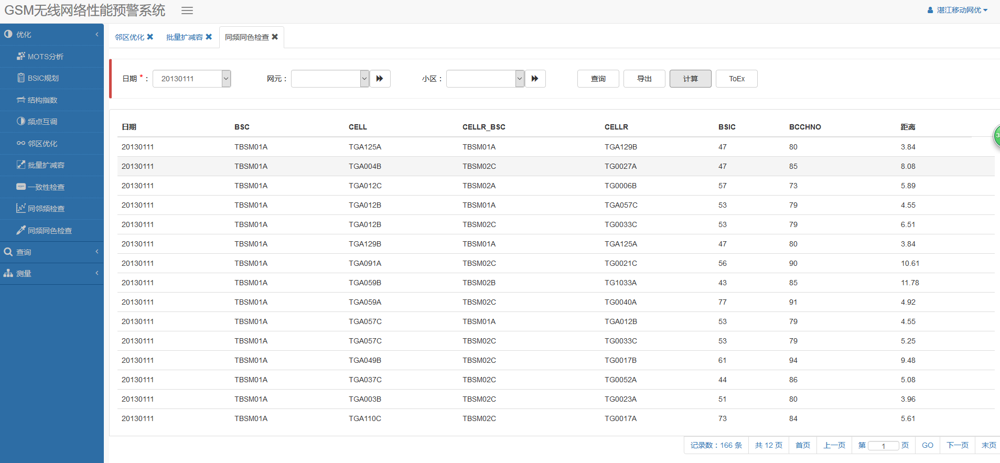 GSM无线网络性能预警系统
湛江移动网优
优化
MOTS分析
BSIC规划
结构指数
频点互调
邻区优化
批量扩减容
一致性检查
同邻频检查
同频同色检查
查询
测量
邻区优化 批量扩减容 同频同色检查
日期 * : 20130111 网元: 小区: 查询 导出 计算 ToEx
日期 BSC CELL CELLR_BSC CELLR BSIC BCCHNO 距离
20130111 TBSM01A TGA125A TBSM01A TGA129B 47 80 3.84
20130111 TBSM01A TGA004B TBSM02C TG0027A 47 85 8.08
20130111 TBSM01A TGA012C TBSM02A TG0006B 57 73 5.89
20130111 TBSM01A TGA012B TBSM01A TGA057C 53 79 4.55
20130111 TBSM01A TGA012B TBSM02C TG0033C 53 79 6.51
20130111 TBSM01A TGA129B TBSM01A TGA125A 47 80 3.84
20130111 TBSM01A TGA091A TBSM02C TG0021C 56 90 10.61
20130111 TBSM01A TGA059B TBSM02B TG1033A 43 85 11.78
20130111 TBSM01A TGA059A TBSM02C TG0040A 77 91 4.92
20130111 TBSM01A TGA057C TBSM01A TGA012B 53 79 4.55
20130111 TBSM01A TGA057C TBSM02C TG0033C 53 79 5.25
20130111 TBSM01A TGA049B TBSM02C TG0017B 61 94 9.48
20130111 TBSM01A TGA037C TBSM02C TG0052A 44 86 5.08
20130111 TBSM01A TGA003B TBSM02C TG0023A 51 80 3.96
20130111 TBSM01A TGA110C TBSM02C TG0017A 73 84 5.61
记录数：166 条 共 12 页 首页 上一页 第 1 页 GO 下一页 末页